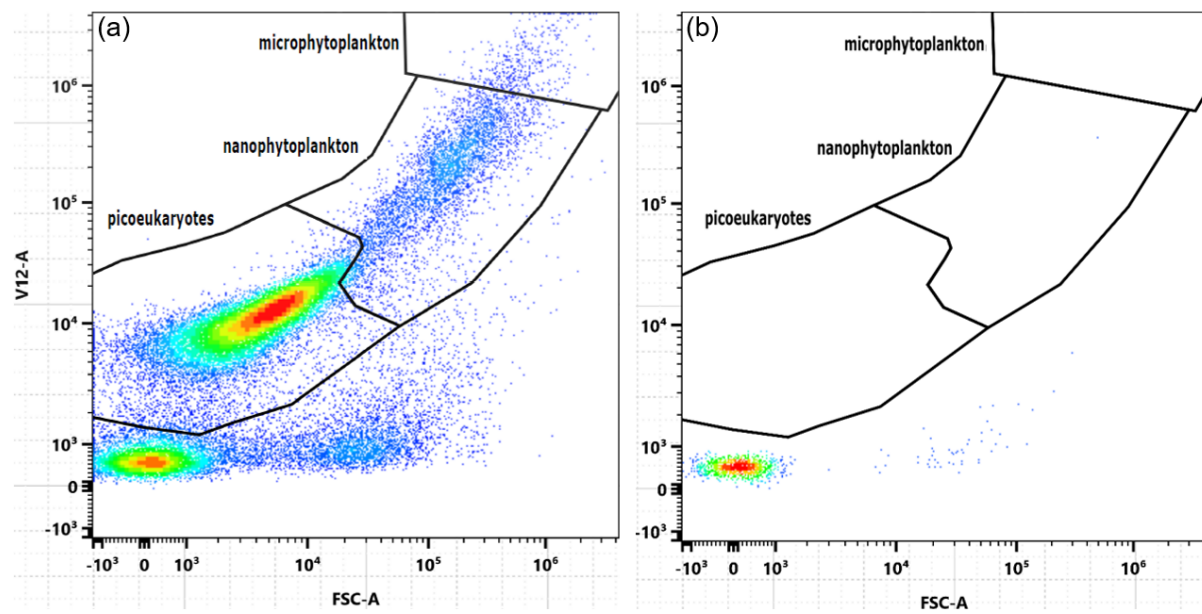 (a)
microphytoplankton
10⁶
nanophytoplankton
10⁵
picoeukaryotes
V12-A
10⁴
10³
0
-10³
-10³ 0 10³ 10⁴ 10⁵ 10⁶
FSC-A
(b)
microphytoplankton
10⁶
nanophytoplankton
10⁵
picoeukaryotes
10⁴
10³
0
-10³
-10³ 0 10³ 10⁴ 10⁵ 10⁶
FSC-A